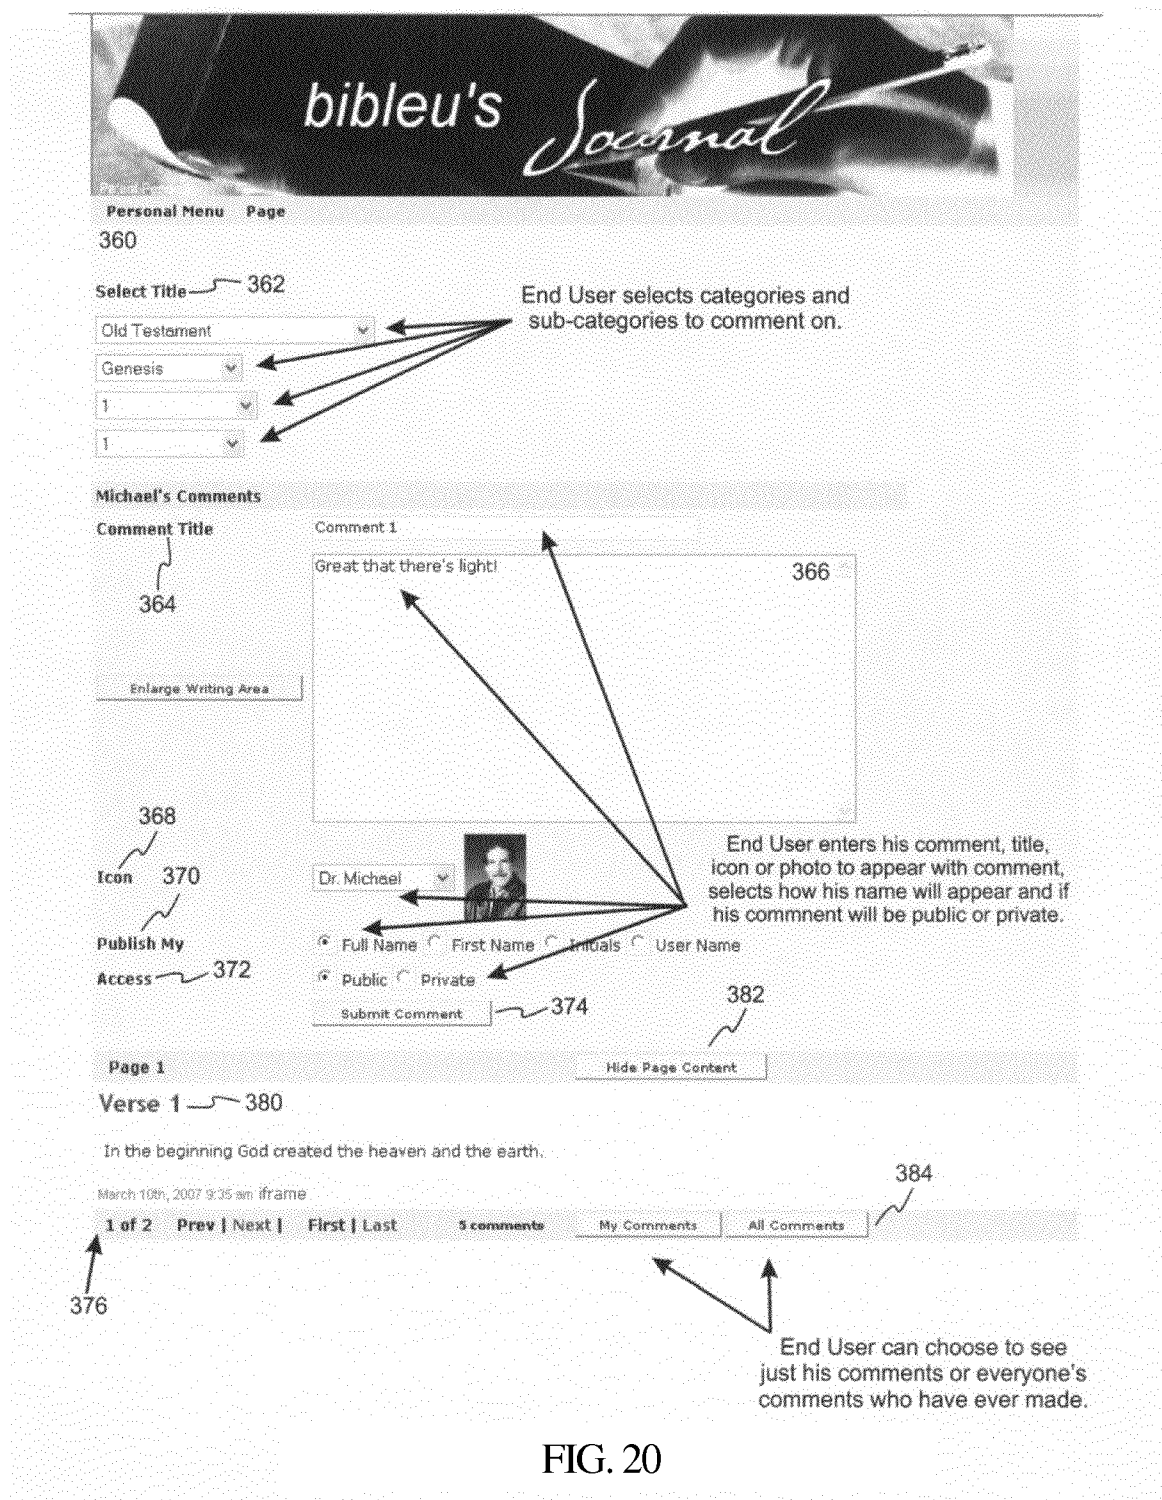 bibleu's Journal
Personal Menu Page
360
Select Title 362
End User selects categories and
sub-categories to comment on.
Old Testament
Genesis
1
1
Michael's Comments
Comment Title
Comment 1
Great that there's light!
366
364
Enlarge Writing Area
368
End User enters his comment, title,
icon or photo to appear with comment,
selects how his name will appear and if
his commnent will be public or private.
Icon 370
Dr. Michael
Publish My
Full Name First Name Initials User Name
Access 372
Public Private
Submit Comment 374
382
Page 1
Hide Page Content
Verse 1 380
In the beginning God created the heaven and the earth.
384
March 10th, 2007 9:35 am iframe
1 of 2 Prev | Next | First | Last 5 comments My Comments All Comments
376
End User can choose to see
just his comments or everyone's
comments who have ever made.
FIG. 20